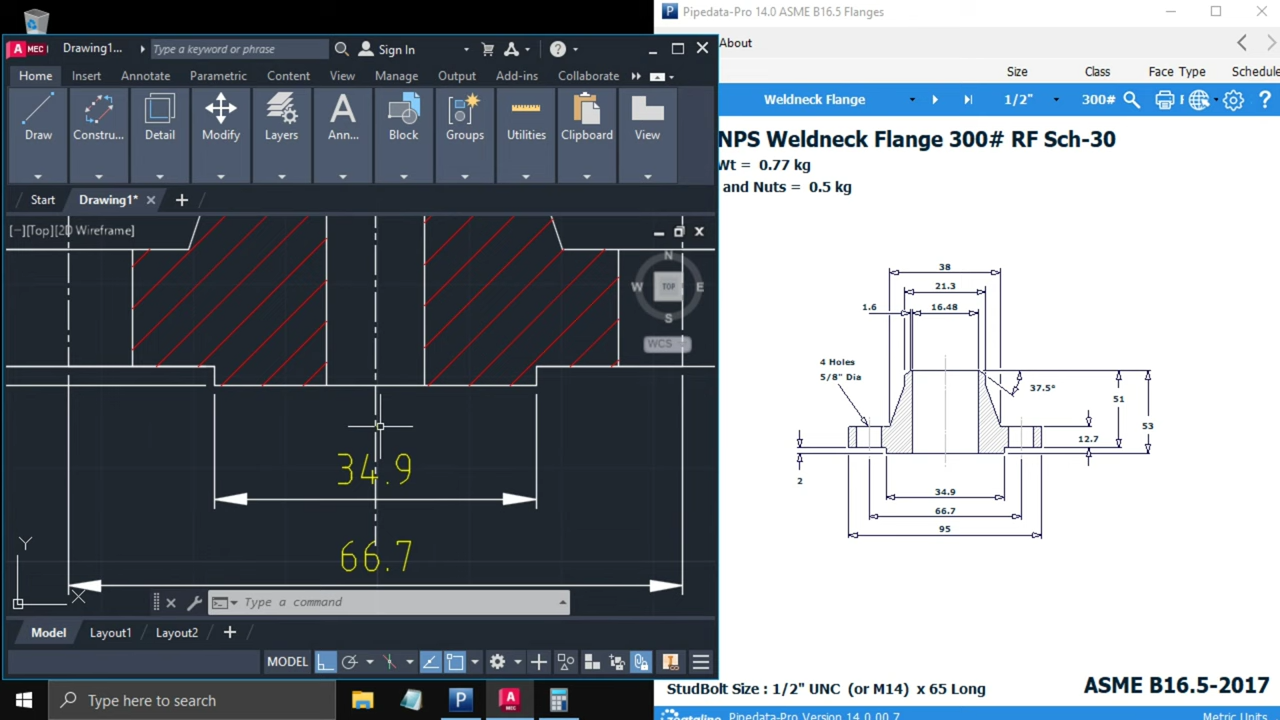 Pipedata-Pro 14.0 ASME B16.5 Flanges
A MEC
Drawing1...
Type a keyword or phrase
Sign In
About
Home Insert Annotate Parametric Content View Manage Output Add-ins Collaborate
Size Class Face Type Schedule
Weldneck Flange 1/2" 300#
Draw Constru... Detail Modify Layers Ann... Block Groups Utilities Clipboard View
NPS Weldneck Flange 300# RF Sch-30
Wt = 0.77 kg
and Nuts = 0.5 kg
Start Drawing1*
[−][Top][2D Wireframe]
N
W TOP E
S
WCS
38
21.3
1.6 16.48
4 Holes
5/8" Dia
37.5°
51
53
12.7
2
34.9
66.7
95
34.9
66.7
Y
X
Type a command
Model Layout1 Layout2
MODEL
StudBolt Size : 1/2" UNC (or M14) x 65 Long
ASME B16.5-2017
Type here to search
Pipedata-Pro Version 14.0.00.7
Metric Units